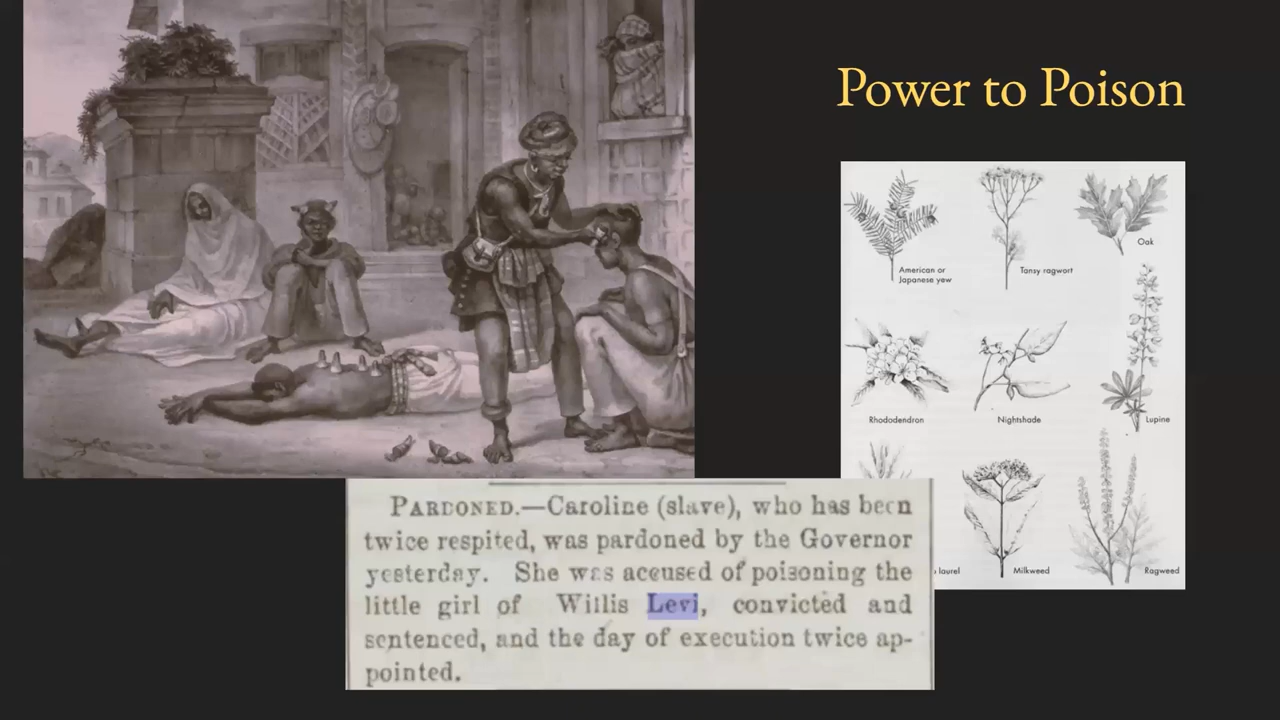 Power to Poison
American or
Japanese yew
Tansy ragwort
Oak
Rhododendron
Nightshade
Lupine
laurel
Milkweed
Ragweed
PARDONED.—Caroline (slave), who has been
twice respited, was pardoned by the Governor
yesterday. She was accused of poisoning the
little girl of Willis Levi, convicted and
sentenced, and the day of execution twice ap-
pointed.